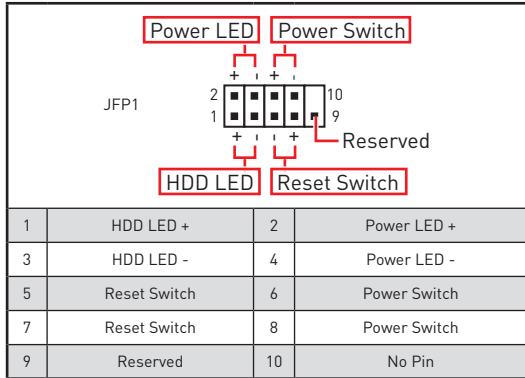 Power LED Power Switch
+ - + -
JFP1
2 10
1 9
+ - - +
Reserved
HDD LED Reset Switch
1 HDD LED + 2 Power LED +
3 HDD LED - 4 Power LED -
5 Reset Switch 6 Power Switch
7 Reset Switch 8 Power Switch
9 Reserved 10 No Pin